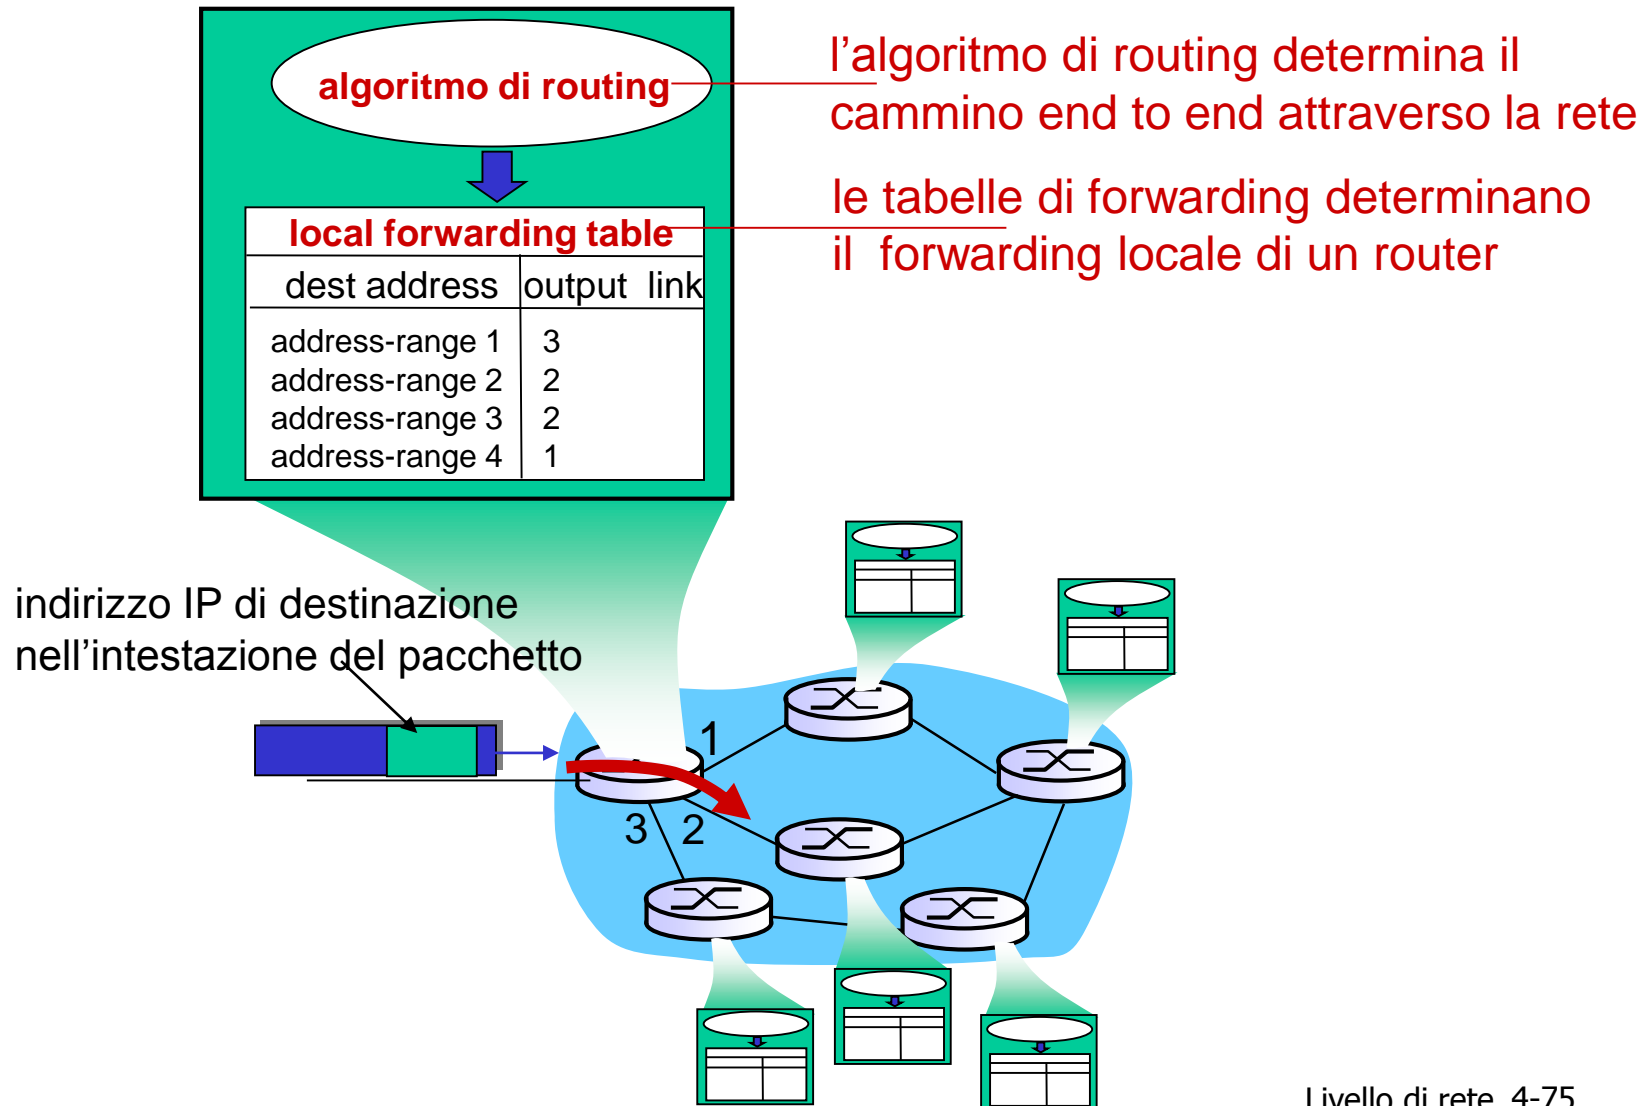 algoritmo di routing
l’algoritmo di routing determina il
cammino end to end attraverso la rete
le tabelle di forwarding determinano
il forwarding locale di un router
local forwarding table
dest address output link
address-range 1 3
address-range 2 2
address-range 3 2
address-range 4 1
indirizzo IP di destinazione
nell’intestazione del pacchetto
1
3 2
Livello di rete 4-75